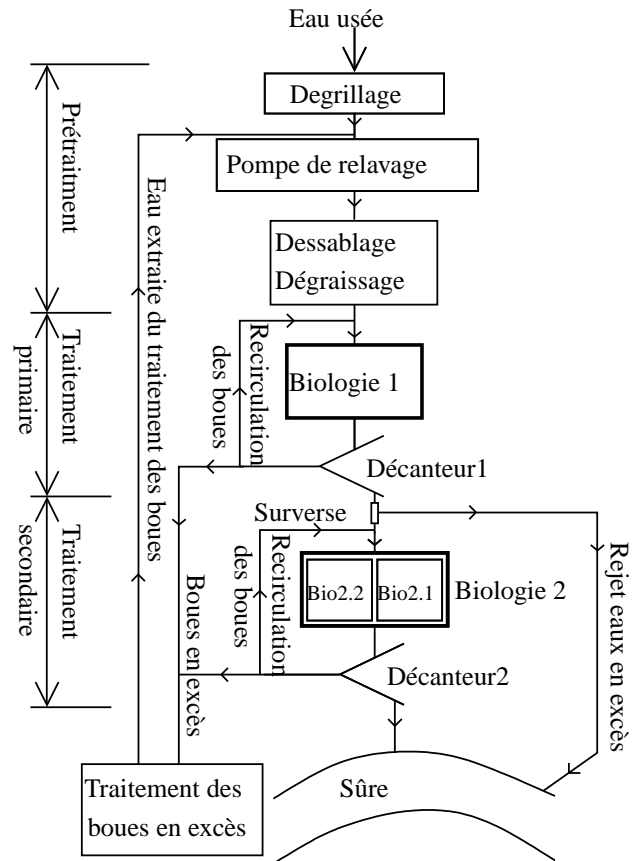 Eau usée
Degrillage
Prétraitment
Pompe de relavage
Eau extraite du traitement des boues
Dessablage
Dégraissage
Traitement
primaire
Recirculation
des boues
Biologie 1
Décanteur1
Surverse
Traitement
secondaire
Recirculation
des boues
Bio2.2
Bio2.1
Biologie 2
Boues en excès
Rejet eaux en excès
Décanteur2
Traitement des
boues en excès
Sûre